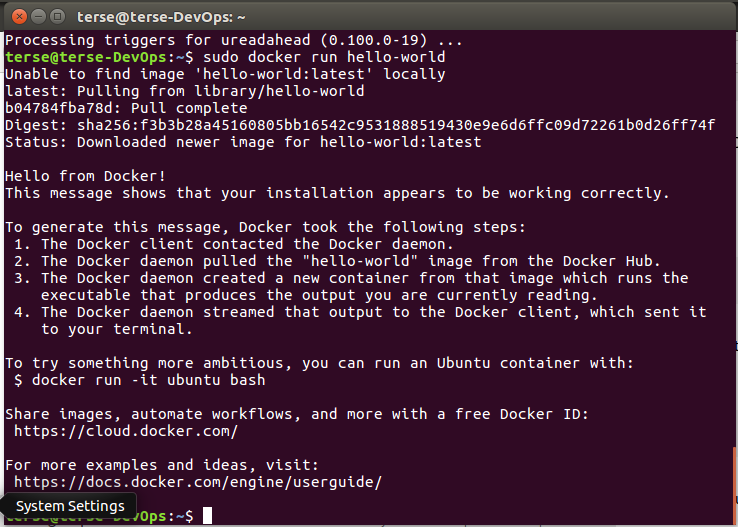 terse@terse-DevOps: ~
Processing triggers for ureadahead (0.100.0-19) ...
terse@terse-DevOps:~$ sudo docker run hello-world
Unable to find image 'hello-world:latest' locally
latest: Pulling from library/hello-world
b04784fba78d: Pull complete
Digest: sha256:f3b3b28a45160805bb16542c9531888519430e9e6d6ffc09d72261b0d26ff74f
Status: Downloaded newer image for hello-world:latest
Hello from Docker!
This message shows that your installation appears to be working correctly.
To generate this message, Docker took the following steps:
1. The Docker client contacted the Docker daemon.
2. The Docker daemon pulled the "hello-world" image from the Docker Hub.
3. The Docker daemon created a new container from that image which runs the
executable that produces the output you are currently reading.
4. The Docker daemon streamed that output to the Docker client, which sent it
to your terminal.
To try something more ambitious, you can run an Ubuntu container with:
$ docker run -it ubuntu bash
Share images, automate workflows, and more with a free Docker ID:
https://cloud.docker.com/
For more examples and ideas, visit:
https://docs.docker.com/engine/userguide/
System Settings
terse@terse-DevOps:~$